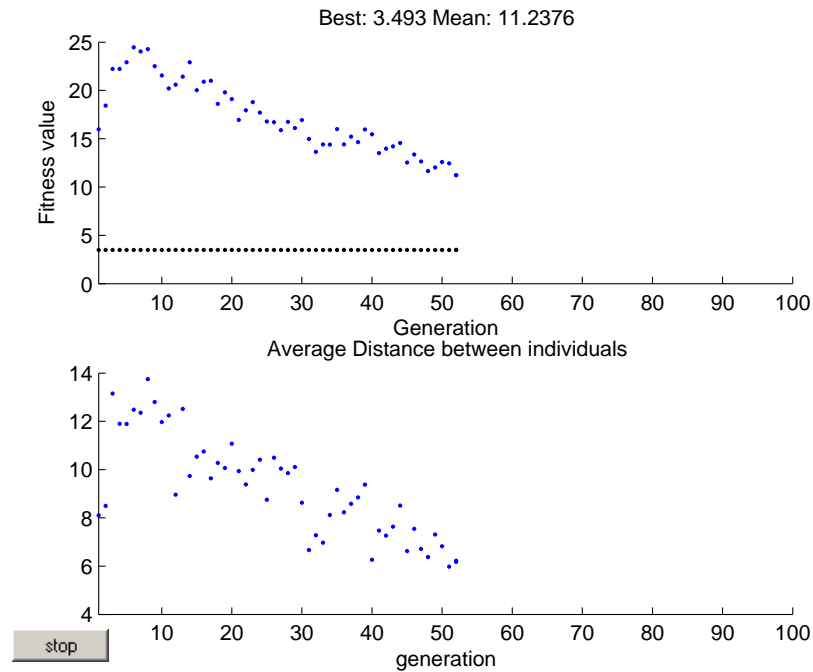 Best: 3.493 Mean: 11.2376
25
20
15
10
5
0
Fitness value
10 20 30 40 50 60 70 80 90 100
Generation
Average Distance between individuals
14
12
10
8
6
4
10 20 30 40 50 60 70 80 90 100
generation
stop